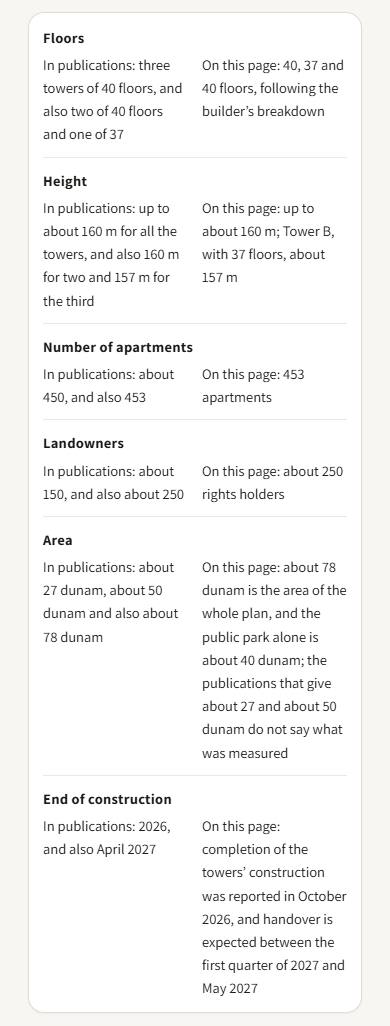 Floors
In publications: three
towers of 40 floors, and
also two of 40 floors
and one of 37
On this page: 40, 37 and
40 floors, following the
builder’s breakdown
Height
In publications: up to
about 160 m for all the
towers, and also 160 m
for two and 157 m for
the third
On this page: up to
about 160 m; Tower B,
with 37 floors, about
157 m
Number of apartments
In publications: about
450, and also 453
On this page: 453
apartments
Landowners
In publications: about
150, and also about 250
On this page: about 250
rights holders
Area
In publications: about
27 dunam, about 50
dunam and also about
78 dunam
On this page: about 78
dunam is the area of the
whole plan, and the
public park alone is
about 40 dunam; the
publications that give
about 27 and about 50
dunam do not say what
was measured
End of construction
In publications: 2026,
and also April 2027
On this page:
completion of the
towers’ construction
was reported in October
2026, and handover is
expected between the
first quarter of 2027 and
May 2027